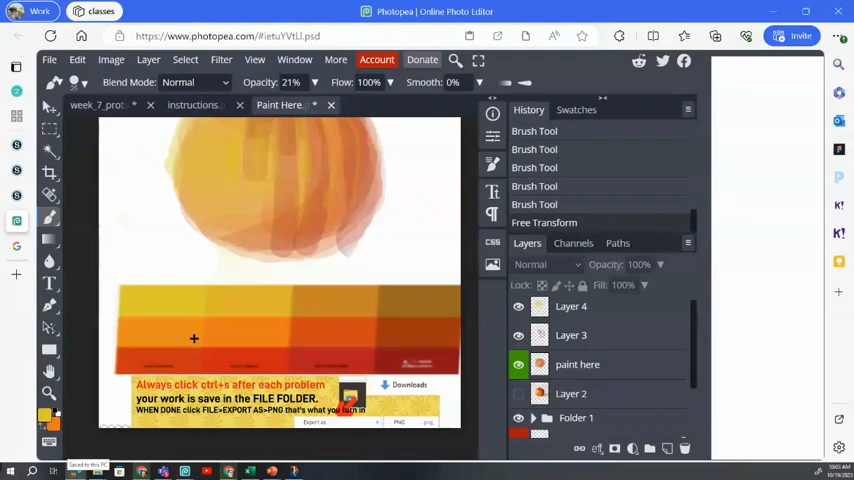 Work
classes
Photopea | Online Photo Editor
https://www.photopea.com/#ietuYVtLl.psd
Invite
File Edit Image Layer Select Filter View Window More Account Donate
Blend Mode: Normal Opacity: 21% Flow: 100% Smooth: 0%
instructions. Paint Here.p *
History Swatches
Brush Tool
Brush Tool
Brush Tool
Brush Tool
Brush Tool
Free Transform
Layers Channels Paths
Normal Opacity: 100%
Lock: Fill: 100%
Layer 4
Layer 3
paint here
Layer 2
Folder 1
CSS
Always click ctrl+s after each problem
your work is save in the FILE FOLDER.
WHEN DONE click FILE>EXPORT AS>PNG that's what you turn in
Downloads
Export as PNG .png
Saved to this PC
10:03 AM